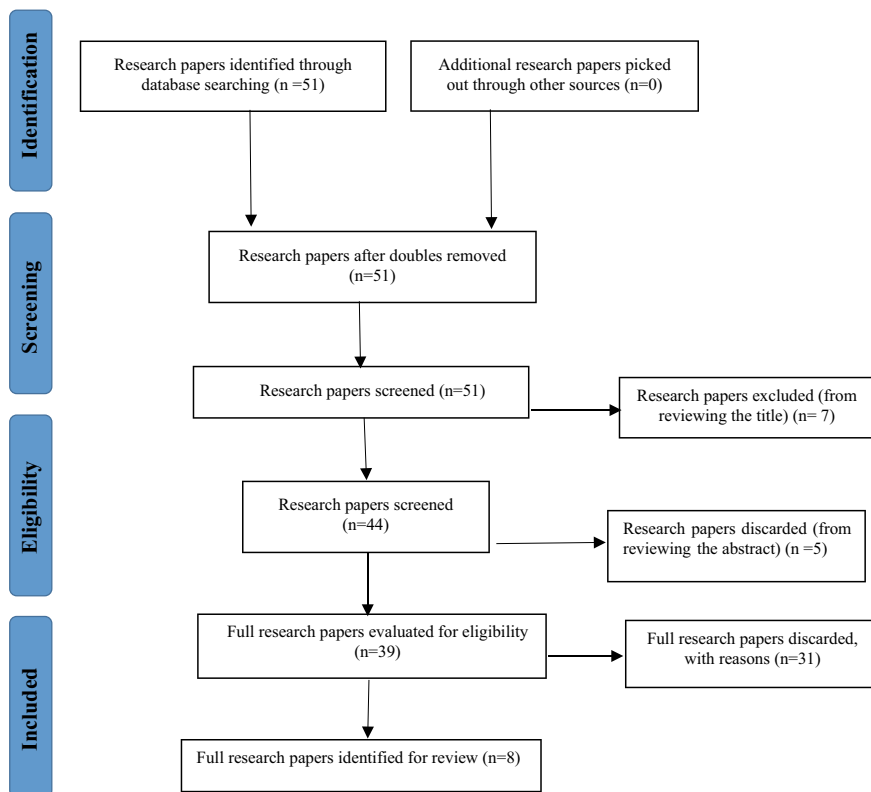 Identification
Research papers identified through
database searching (n =51)
Additional research papers picked
out through other sources (n=0)
Screening
Research papers after doubles removed
(n=51)
Research papers screened (n=51)
Research papers excluded (from
reviewing the title) (n= 7)
Eligibility
Research papers screened
(n=44)
Research papers discarded (from
reviewing the abstract) (n =5)
Included
Full research papers evaluated for eligibility
(n=39)
Full research papers discarded,
with reasons (n=31)
Full research papers identified for review (n=8)